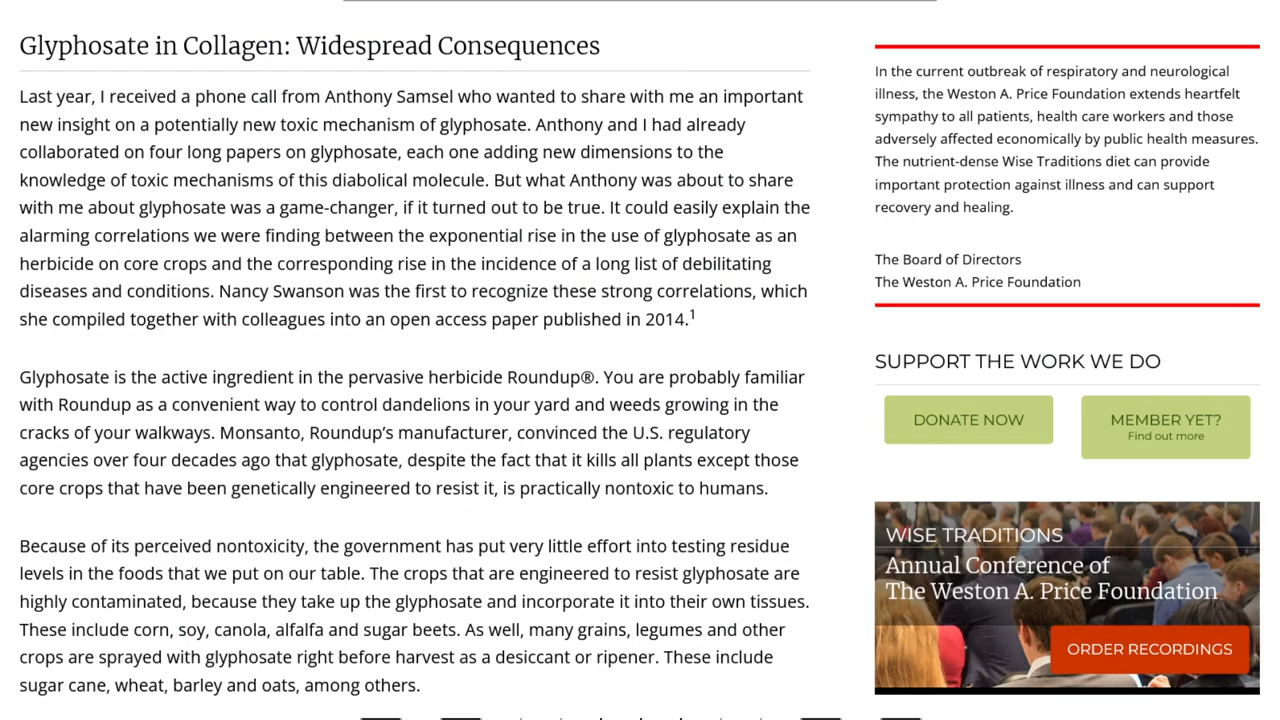 Glyphosate in Collagen: Widespread Consequences
Last year, I received a phone call from Anthony Samsel who wanted to share with me an important
new insight on a potentially new toxic mechanism of glyphosate. Anthony and I had already
collaborated on four long papers on glyphosate, each one adding new dimensions to the
knowledge of toxic mechanisms of this diabolical molecule. But what Anthony was about to share
with me about glyphosate was a game-changer, if it turned out to be true. It could easily explain the
alarming correlations we were finding between the exponential rise in the use of glyphosate as an
herbicide on core crops and the corresponding rise in the incidence of a long list of debilitating
diseases and conditions. Nancy Swanson was the first to recognize these strong correlations, which
she compiled together with colleagues into an open access paper published in 2014.1
Glyphosate is the active ingredient in the pervasive herbicide Roundup®. You are probably familiar
with Roundup as a convenient way to control dandelions in your yard and weeds growing in the
cracks of your walkways. Monsanto, Roundup’s manufacturer, convinced the U.S. regulatory
agencies over four decades ago that glyphosate, despite the fact that it kills all plants except those
core crops that have been genetically engineered to resist it, is practically nontoxic to humans.
Because of its perceived nontoxicity, the government has put very little effort into testing residue
levels in the foods that we put on our table. The crops that are engineered to resist glyphosate are
highly contaminated, because they take up the glyphosate and incorporate it into their own tissues.
These include corn, soy, canola, alfalfa and sugar beets. As well, many grains, legumes and other
crops are sprayed with glyphosate right before harvest as a desiccant or ripener. These include
sugar cane, wheat, barley and oats, among others.
In the current outbreak of respiratory and neurological
illness, the Weston A. Price Foundation extends heartfelt
sympathy to all patients, health care workers and those
adversely affected economically by public health measures.
The nutrient-dense Wise Traditions diet can provide
important protection against illness and can support
recovery and healing.
The Board of Directors
The Weston A. Price Foundation
SUPPORT THE WORK WE DO
DONATE NOW
MEMBER YET?
Find out more
WISE TRADITIONS
Annual Conference of
The Weston A. Price Foundation
ORDER RECORDINGS